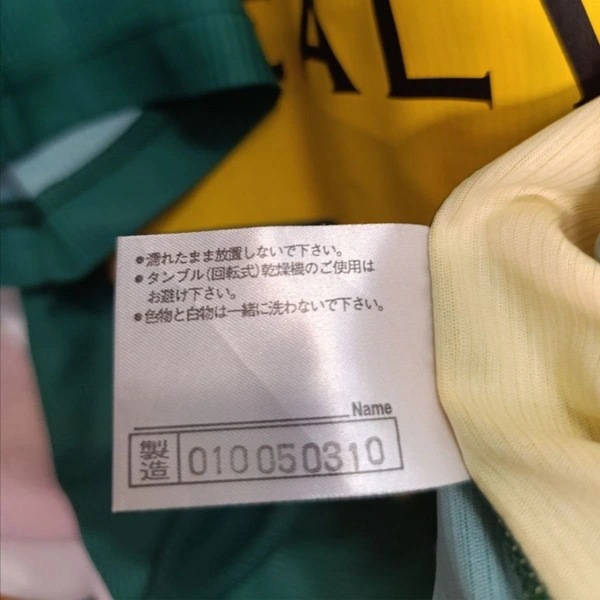 AL
●濡れたまま放置しないで下さい。
●タンブル(回転式)乾燥機のご使用は
お避け下さい。
●色物と白物は一緒に洗わないで下さい。
Name
製造 010050310